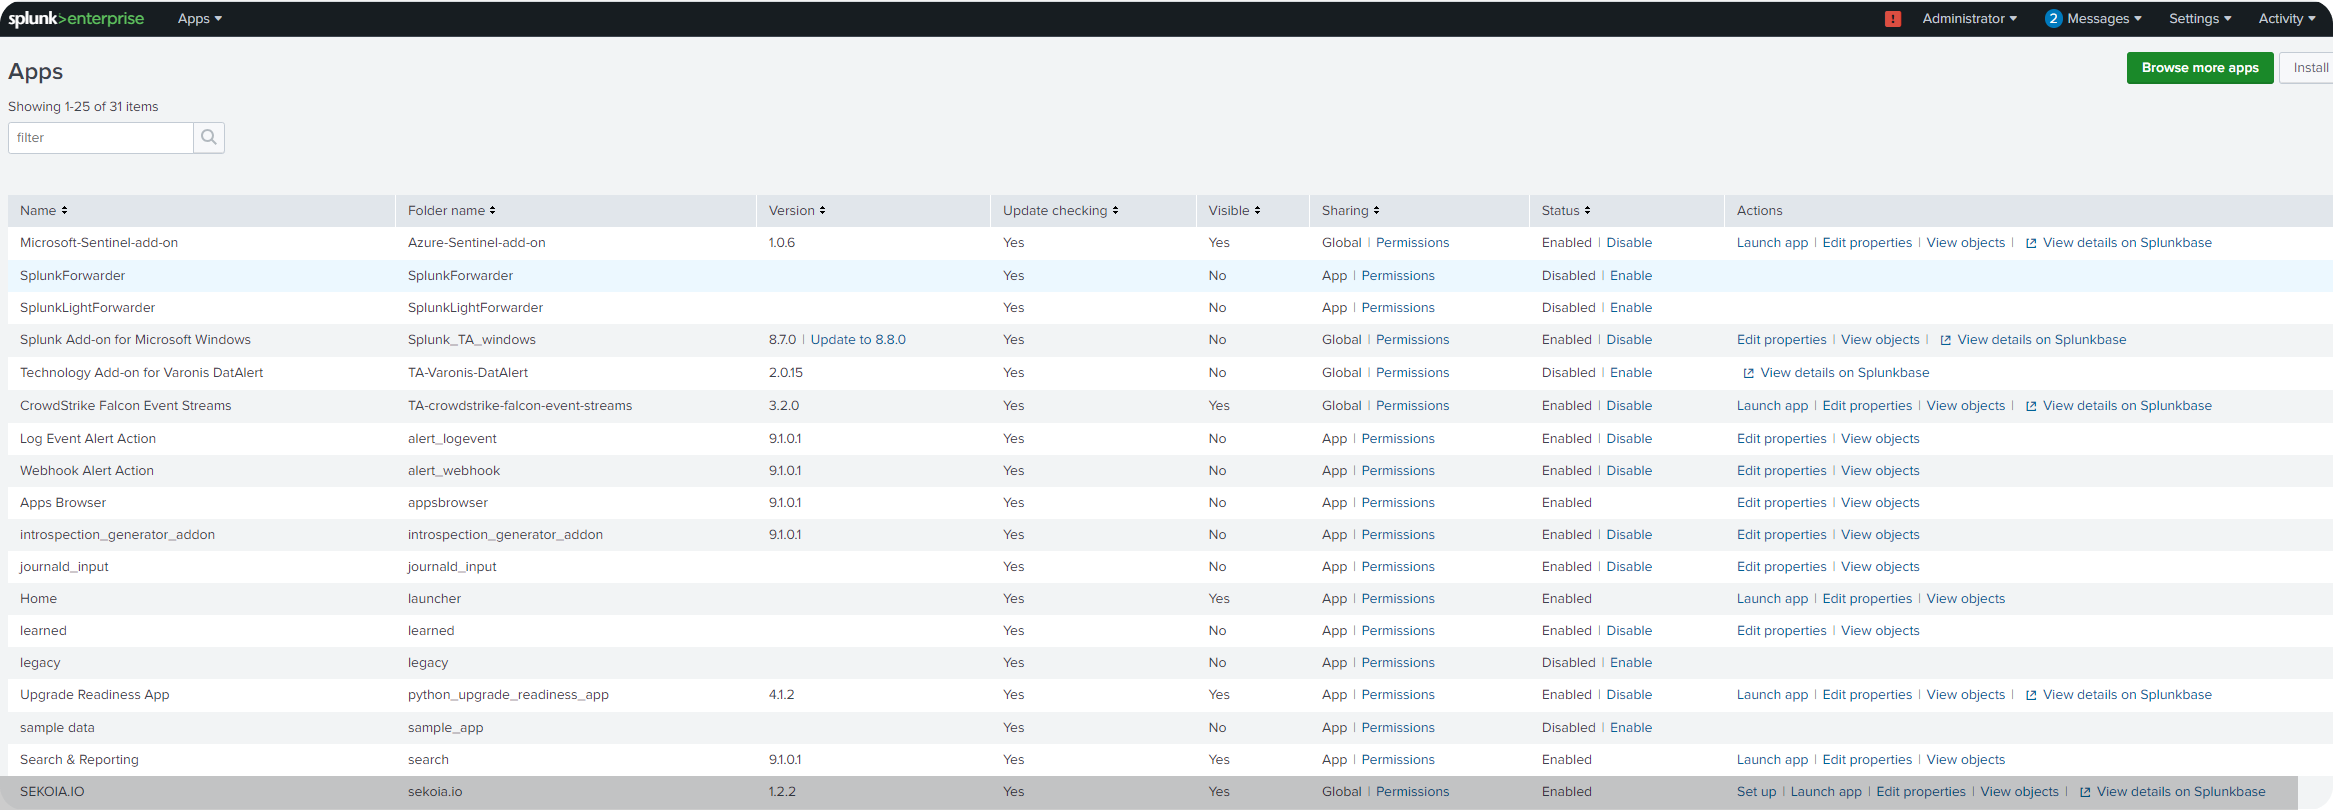 splunk>enterprise Apps Administrator 2 Messages Settings Activity
Apps Browse more apps Install
Showing 1-25 of 31 items
filter
Name Folder name Version Update checking Visible Sharing Status Actions
Microsoft-Sentinel-add-on Azure-Sentinel-add-on 1.0.6 Yes Yes Global | Permissions Enabled | Disable Launch app | Edit properties | View objects | View details on Splunkbase
SplunkForwarder SplunkForwarder Yes No App | Permissions Disabled | Enable
SplunkLightForwarder SplunkLightForwarder Yes No App | Permissions Disabled | Enable
Splunk Add-on for Microsoft Windows Splunk_TA_windows 8.7.0 | Update to 8.8.0 Yes No Global | Permissions Enabled | Disable Edit properties | View objects | View details on Splunkbase
Technology Add-on for Varonis DatAlert TA-Varonis-DatAlert 2.0.15 Yes No Global | Permissions Disabled | Enable View details on Splunkbase
CrowdStrike Falcon Event Streams TA-crowdstrike-falcon-event-streams 3.2.0 Yes Yes Global | Permissions Enabled | Disable Launch app | Edit properties | View objects | View details on Splunkbase
Log Event Alert Action alert_logevent 9.1.0.1 Yes No App | Permissions Enabled | Disable Edit properties | View objects
Webhook Alert Action alert_webhook 9.1.0.1 Yes No App | Permissions Enabled | Disable Edit properties | View objects
Apps Browser appsbrowser 9.1.0.1 Yes No App | Permissions Enabled Edit properties | View objects
introspection_generator_addon introspection_generator_addon 9.1.0.1 Yes No App | Permissions Enabled | Disable Edit properties | View objects
journald_input journald_input Yes No App | Permissions Enabled | Disable Edit properties | View objects
Home launcher Yes Yes App | Permissions Enabled Launch app | Edit properties | View objects
learned learned Yes No App | Permissions Enabled | Disable Edit properties | View objects
legacy legacy Yes No App | Permissions Disabled | Enable
Upgrade Readiness App python_upgrade_readiness_app 4.1.2 Yes Yes App | Permissions Enabled | Disable Launch app | Edit properties | View objects | View details on Splunkbase
sample data sample_app Yes No App | Permissions Disabled | Enable
Search & Reporting search 9.1.0.1 Yes Yes App | Permissions Enabled Launch app | Edit properties | View objects
SEKOIA.IO sekoia.io 1.2.2 Yes Yes Global | Permissions Enabled Set up | Launch app | Edit properties | View objects | View details on Splunkbase